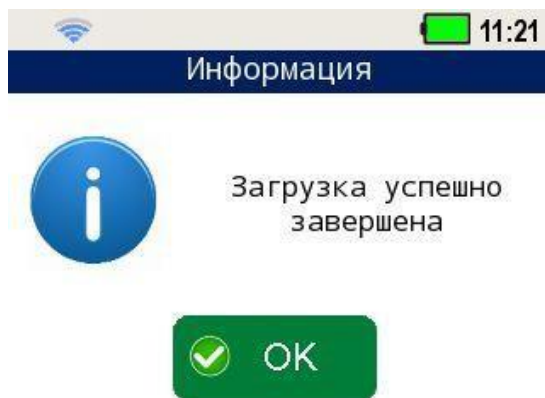 11:21
Информация
Загрузка успешно
завершена
OK